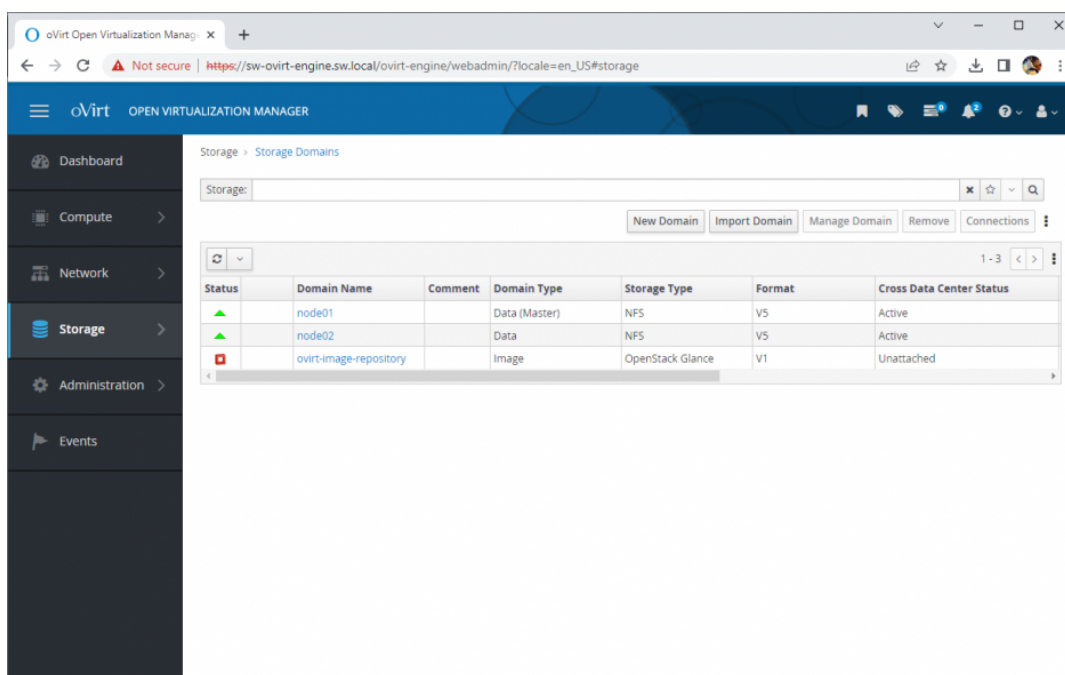 oVirt Open Virtualization Manag
Not secure | https://sw-ovirt-engine.sw.local/ovirt-engine/webadmin/?locale=en_US#storage
oVirt OPEN VIRTUALIZATION MANAGER 0 2
Dashboard
Compute
Network
Storage
Administration
Events
Storage > Storage Domains
Storage:
New Domain Import Domain Manage Domain Remove Connections
1 - 3
Status Domain Name Comment Domain Type Storage Type Format Cross Data Center Status
node01 Data (Master) NFS V5 Active
node02 Data NFS V5 Active
ovirt-image-repository Image OpenStack Glance V1 Unattached